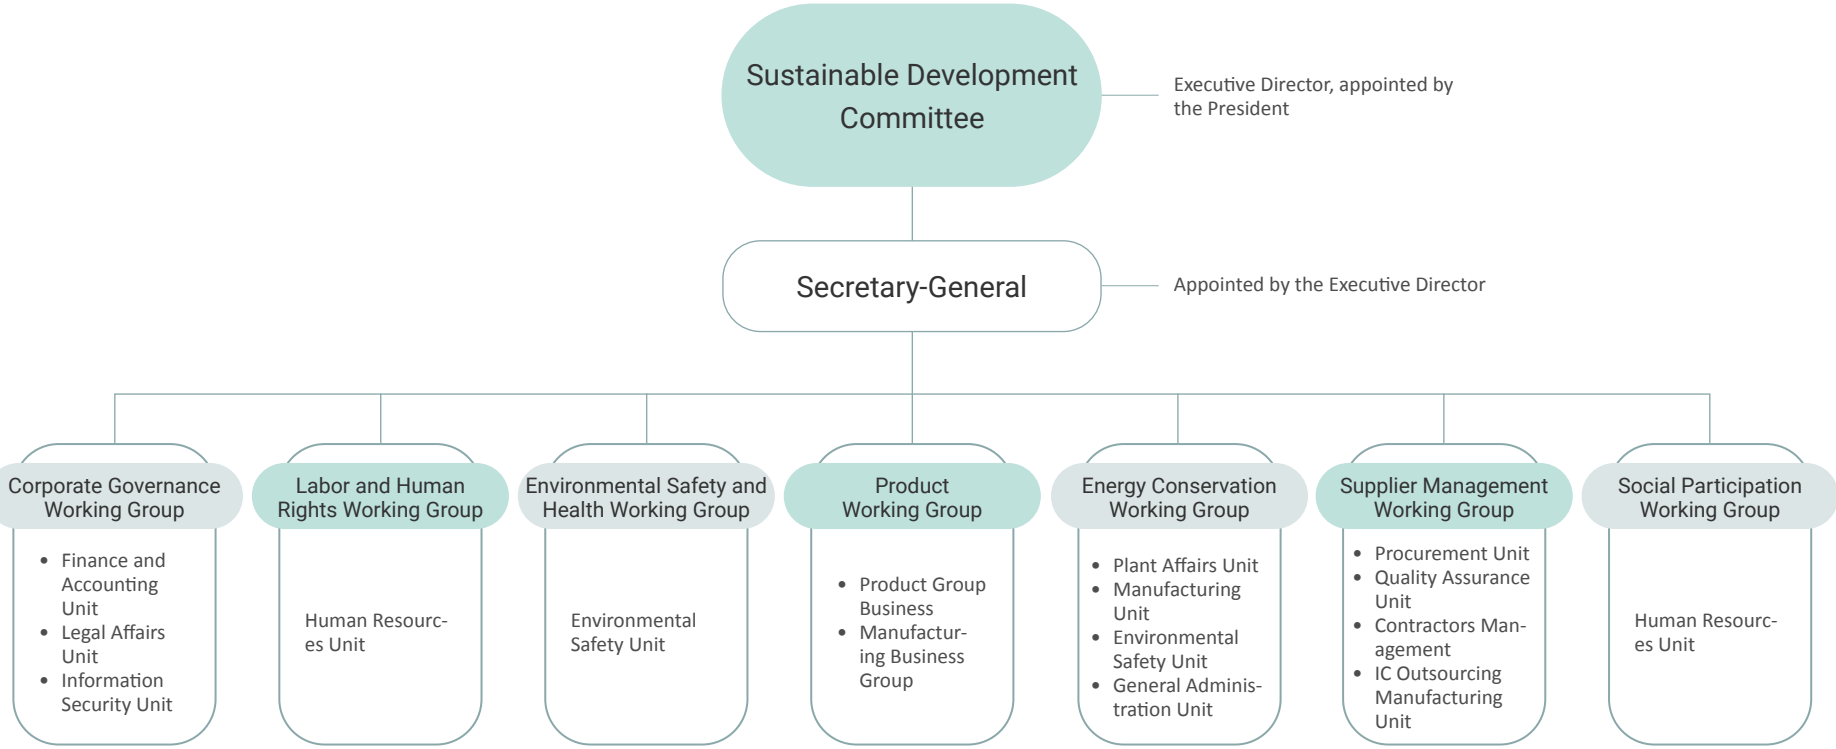 Sustainable Development
Committee
Executive Director, appointed by
the President
Secretary-General
Appointed by the Executive Director
Corporate Governance
Working Group
• Finance and
Accounting
Unit
• Legal Affairs
Unit
• Information
Security Unit
Labor and Human
Rights Working Group
Human Resourc-
es Unit
Environmental Safety and
Health Working Group
Environmental
Safety Unit
Product
Working Group
• Product Group
Business
• Manufactur-
ing Business
Group
Energy Conservation
Working Group
• Plant Affairs Unit
• Manufacturing
Unit
• Environmental
Safety Unit
• General Adminis-
tration Unit
Supplier Management
Working Group
• Procurement Unit
• Quality Assurance
Unit
• Contractors Man-
agement
• IC Outsourcing
Manufacturing
Unit
Social Participation
Working Group
Human Resourc-
es Unit